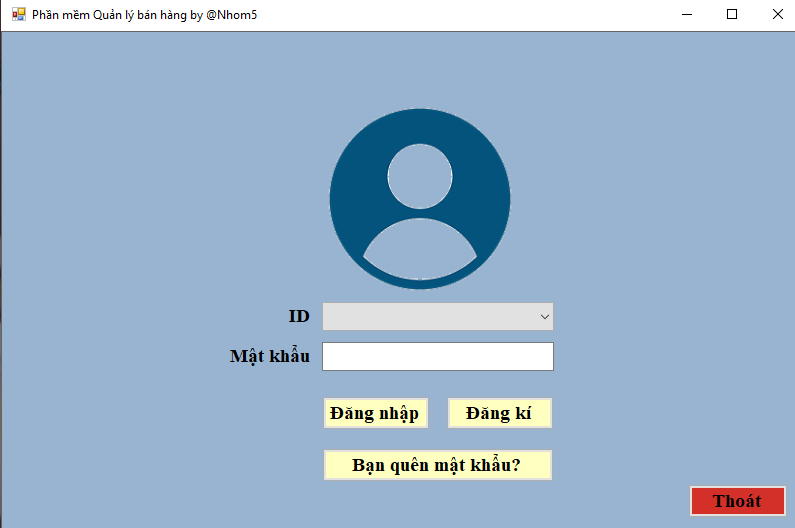 Phần mềm Quản lý bán hàng by @Nhom5
ID
Mật khẩu
Đăng nhập
Đăng kí
Bạn quên mật khẩu?
Thoát